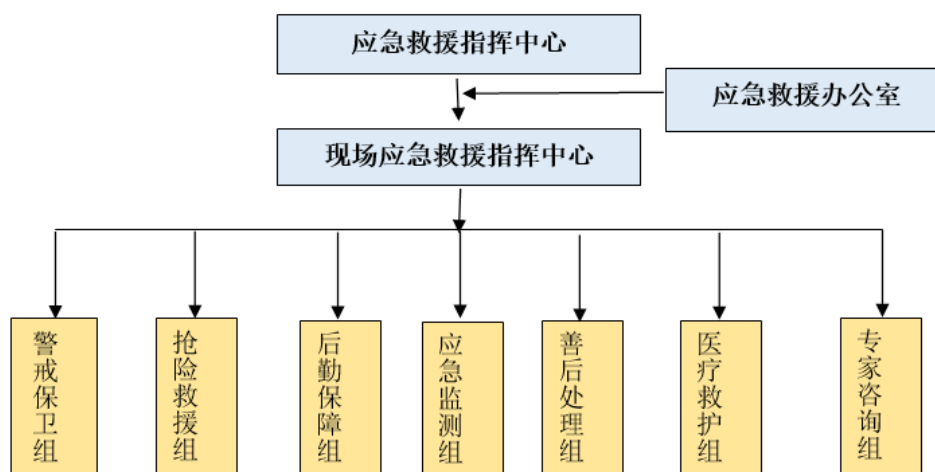 应急救援指挥中心
应急救援办公室
现场应急救援指挥中心
警戒保卫组
抢险救援组
后勤保障组
应急监测组
善后处理组
医疗救护组
专家咨询组